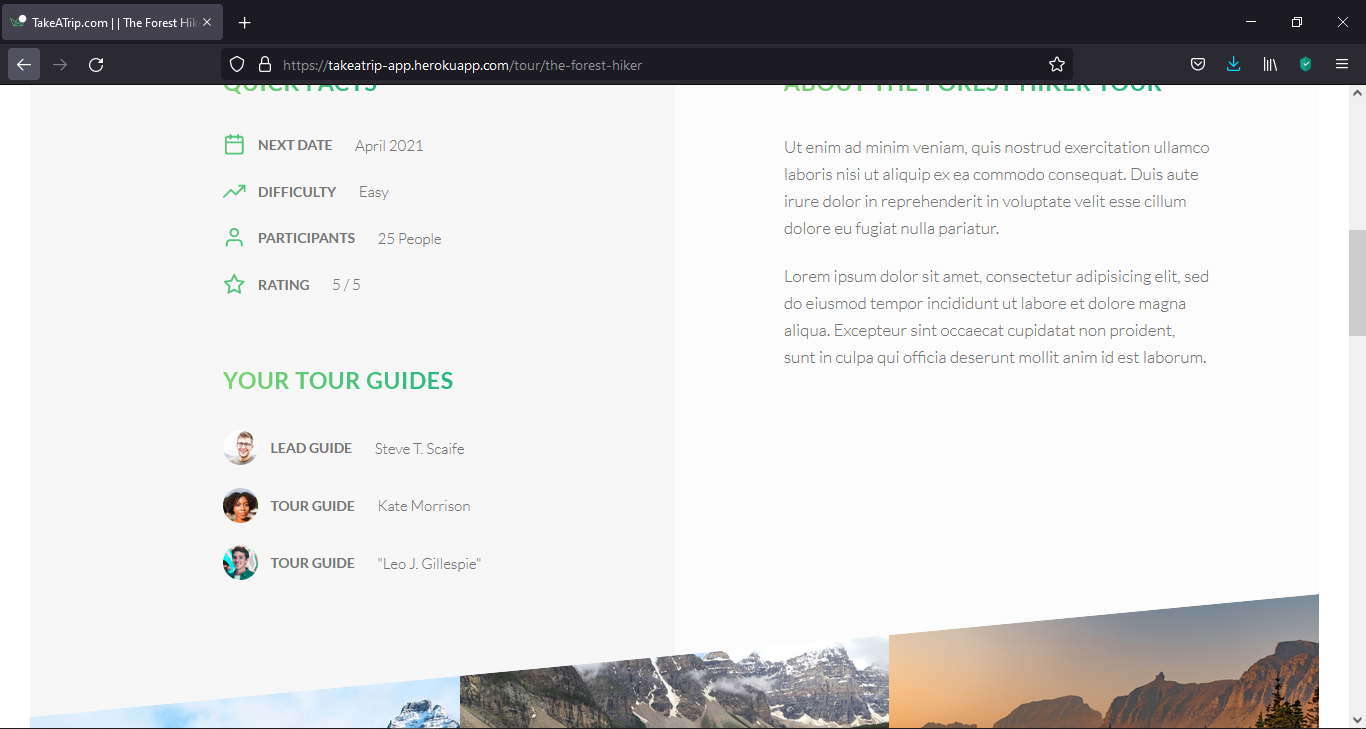 TakeATrip.com | | The Forest Hik
https://takeatrip-app.herokuapp.com/tour/the-forest-hiker
QUICK FACTS
NEXT DATE April 2021
DIFFICULTY Easy
PARTICIPANTS 25 People
RATING 5 / 5
YOUR TOUR GUIDES
LEAD GUIDE Steve T. Scaife
TOUR GUIDE Kate Morrison
TOUR GUIDE "Leo J. Gillespie"
ABOUT THE FOREST HIKER TOUR
Ut enim ad minim veniam, quis nostrud exercitation ullamco
laboris nisi ut aliquip ex ea commodo consequat. Duis aute
irure dolor in reprehenderit in voluptate velit esse cillum
dolore eu fugiat nulla pariatur.
Lorem ipsum dolor sit amet, consectetur adipisicing elit, sed
do eiusmod tempor incididunt ut labore et dolore magna
aliqua. Excepteur sint occaecat cupidatat non proident,
sunt in culpa qui officia deserunt mollit anim id est laborum.